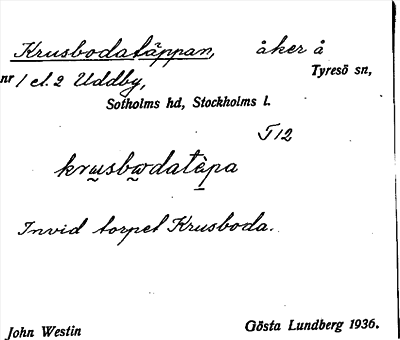 Krusbodatäppan, åker å
nr 1 el. 2 Uddby, Tyresö sn,
Sotholms hd, Stockholms l.
T12
krusbωdatὲpa
Invid torpet Krusboda.
John Westin Gösta Lundberg 1936.